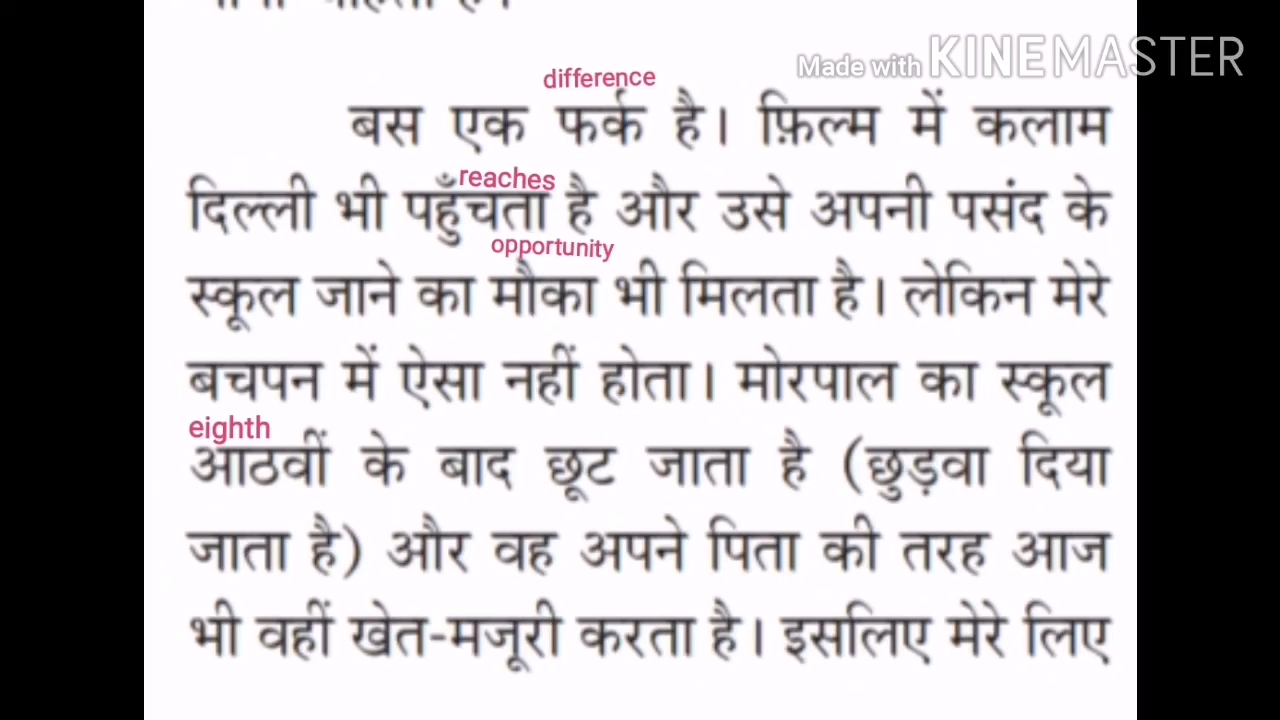 Made with KINEMASTER
difference
बस एक फर्क है। फ़िल्म में कलाम
reaches
दिल्ली भी पहुँचता है और उसे अपनी पसंद के
opportunity
स्कूल जाने का मौका भी मिलता है। लेकिन मेरे
बचपन में ऐसा नहीं होता। मोरपाल का स्कूल
eighth
आठवीं के बाद छूट जाता है (छुड़वा दिया
जाता है) और वह अपने पिता की तरह आज
भी वहीं खेत-मजूरी करता है। इसलिए मेरे लिए